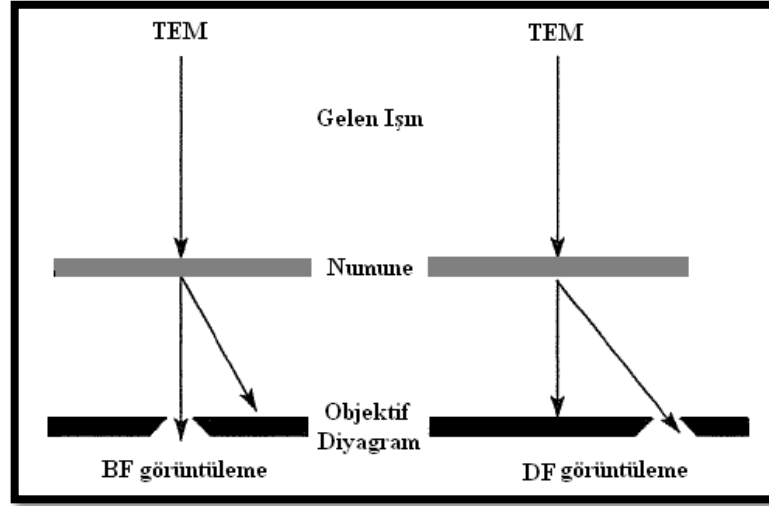 TEM
TEM
Gelen Işın
Numune
Objektif
Diyagram
BF görüntüleme
DF görüntüleme